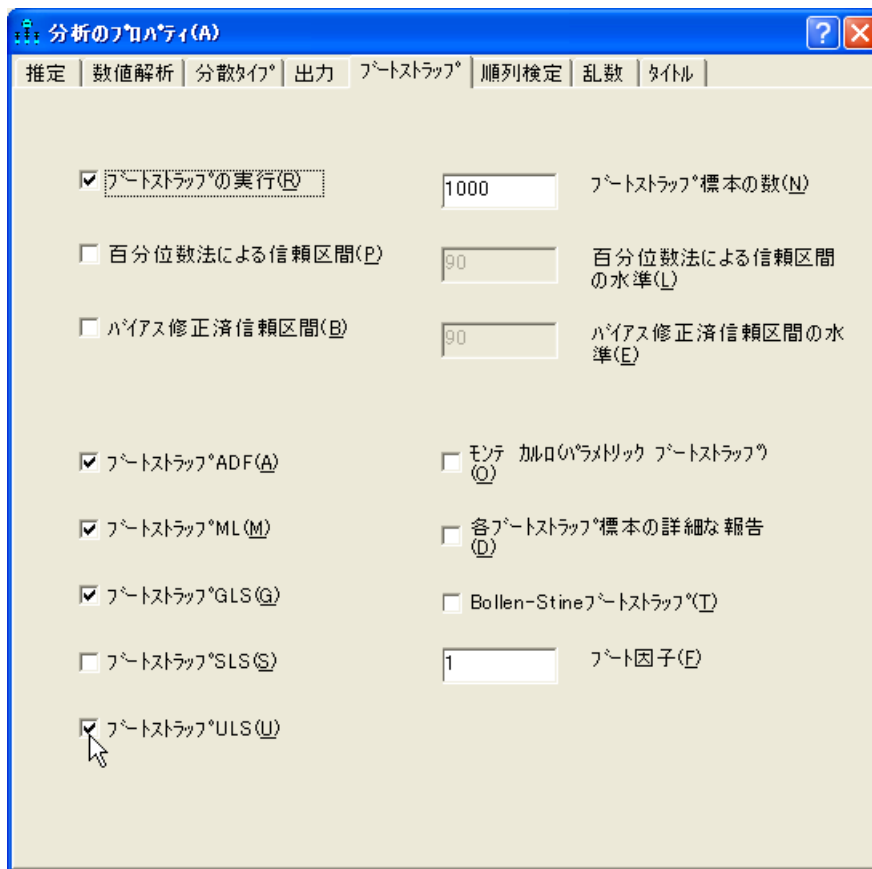 分析のﾌﾟﾛﾊﾟﾃｨ(A)
推定 数値解析 分散ﾀｲﾌﾟ 出力 ﾌﾞｰﾄｽﾄﾗｯﾌﾟ 順列検定 乱数 ﾀｲﾄﾙ
ﾌﾞｰﾄｽﾄﾗｯﾌﾟの実行(R)
1000
ﾌﾞｰﾄｽﾄﾗｯﾌﾟ標本の数(N)
百分位数法による信頼区間(P)
90
百分位数法による信頼区間
の水準(L)
ﾊﾞｲｱｽ修正済信頼区間(B)
90
ﾊﾞｲｱｽ修正済信頼区間の水
準(E)
ﾌﾞｰﾄｽﾄﾗｯﾌﾟADF(A)
ﾓﾝﾃ ｶﾙﾛ(ﾊﾟﾗﾒﾄﾘｯｸ ﾌﾞｰﾄｽﾄﾗｯﾌﾟ)
(O)
ﾌﾞｰﾄｽﾄﾗｯﾌﾟML(M)
各ﾌﾞｰﾄｽﾄﾗｯﾌﾟ標本の詳細な報告
(D)
ﾌﾞｰﾄｽﾄﾗｯﾌﾟGLS(G)
Bollen-Stineﾌﾞｰﾄｽﾄﾗｯﾌﾟ(T)
ﾌﾞｰﾄｽﾄﾗｯﾌﾟSLS(S)
1
ﾌﾞｰﾄ因子(F)
ﾌﾞｰﾄｽﾄﾗｯﾌﾟULS(U)